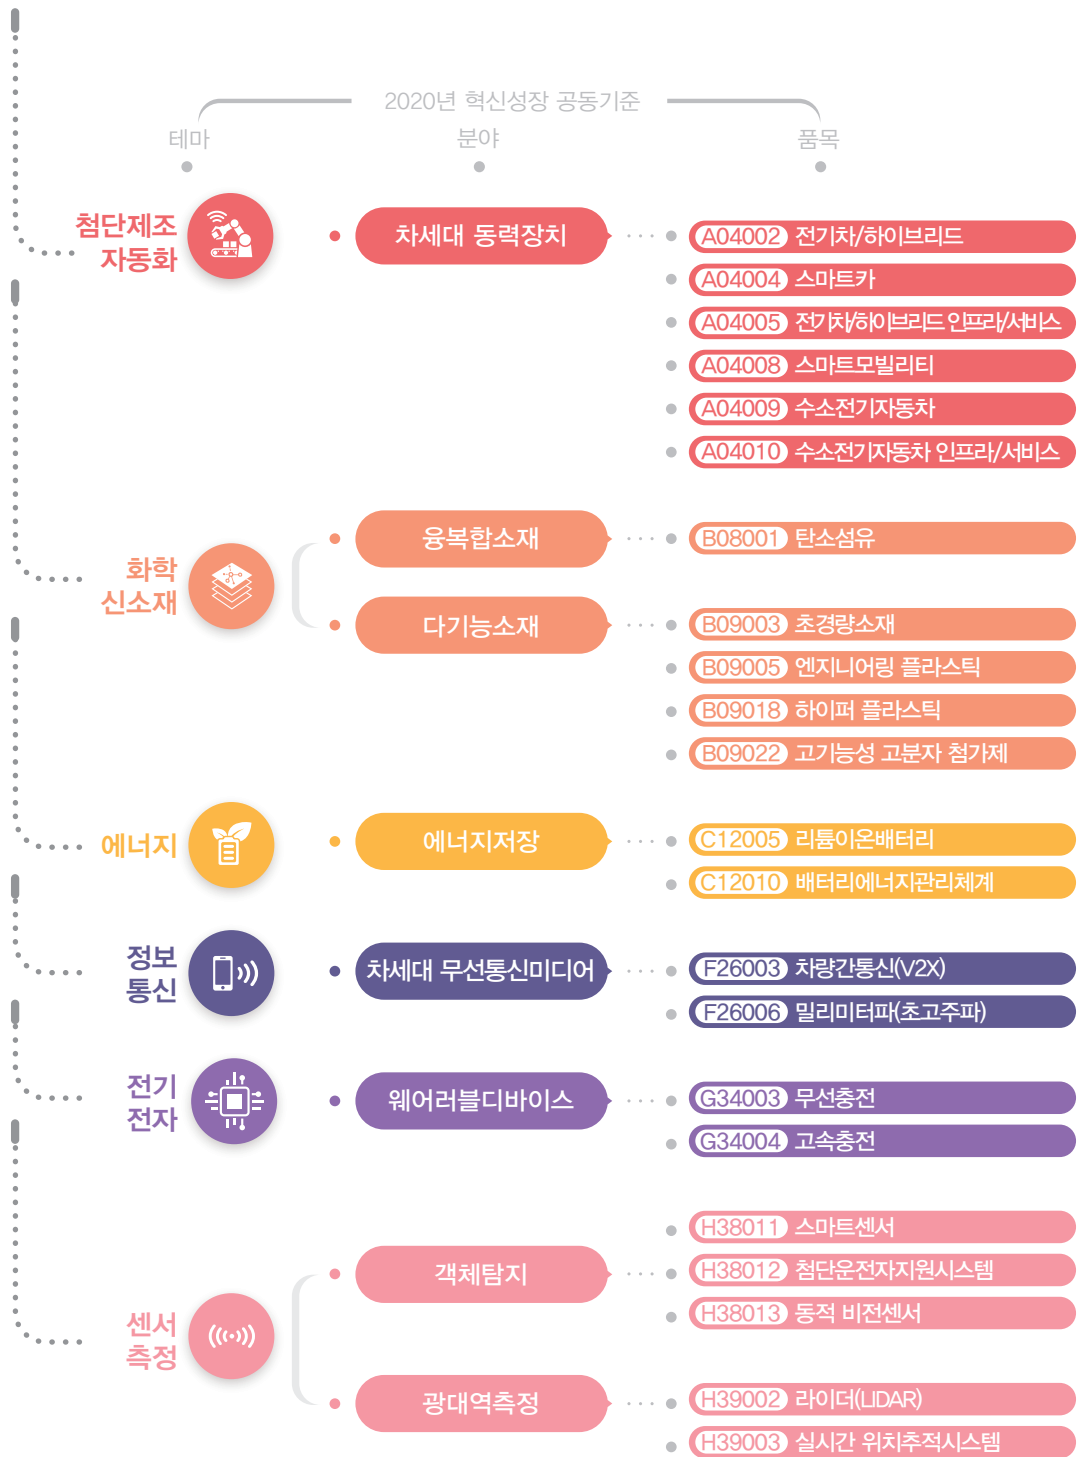 2020년 혁신성장 공동기준
테마
분야
품목
첨단제조
자동화
차세대 동력장치
A04002 전기차/하이브리드
A04004 스마트카
A04005 전기차/하이브리드 인프라/서비스
A04008 스마트모빌리티
A04009 수소전기자동차
A04010 수소전기자동차 인프라/서비스
화학
신소재
융복합소재
B08001 탄소섬유
다기능소재
B09003 초경량소재
B09005 엔지니어링 플라스틱
B09018 하이퍼 플라스틱
B09022 고기능성 고분자 첨가제
에너지
에너지저장
C12005 리튬이온배터리
C12010 배터리에너지관리체계
정보
통신
차세대 무선통신미디어
F26003 차량간통신(V2X)
F26006 밀리미터파(초고주파)
전기
전자
웨어러블디바이스
G34003 무선충전
G34004 고속충전
센서
측정
객체탐지
H38011 스마트센서
H38012 첨단운전자지원시스템
H38013 동적 비전센서
광대역측정
H39002 라이더(LIDAR)
H39003 실시간 위치추적시스템